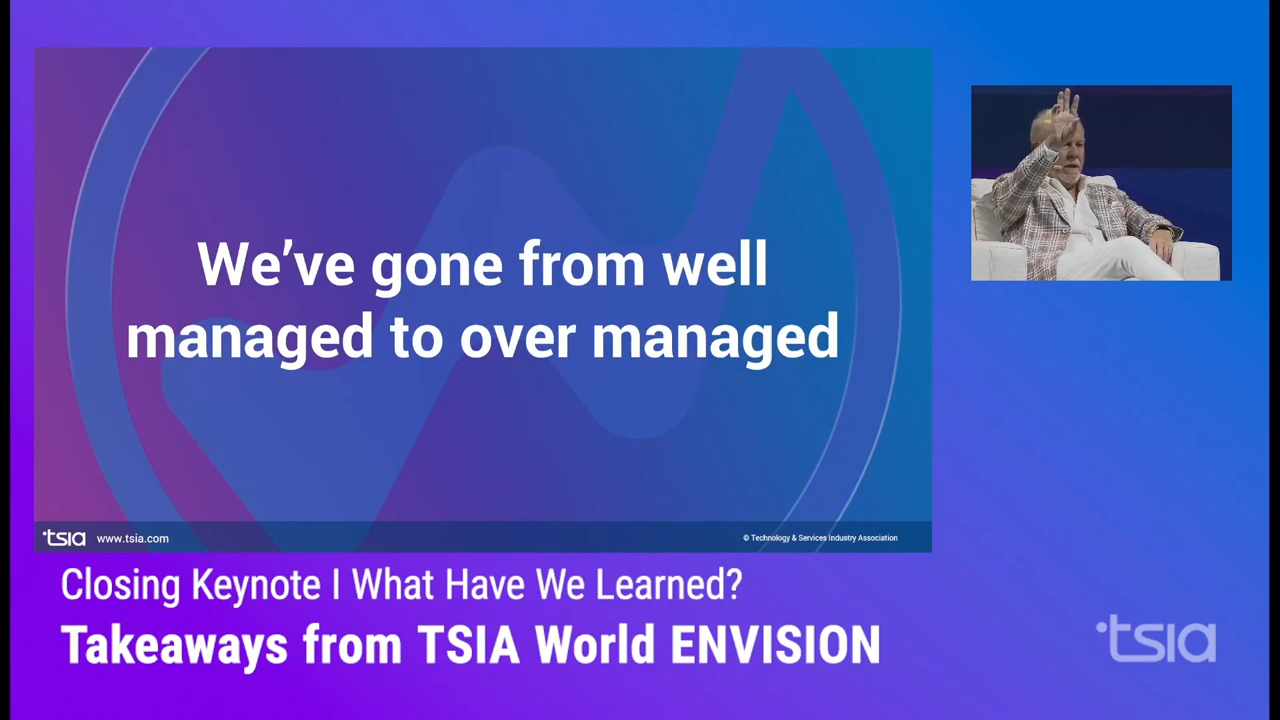 We’ve gone from well
managed to over managed
tsia www.tsia.com
© Technology & Services Industry Association
Closing Keynote I What Have We Learned?
Takeaways from TSIA World ENVISION
tsia